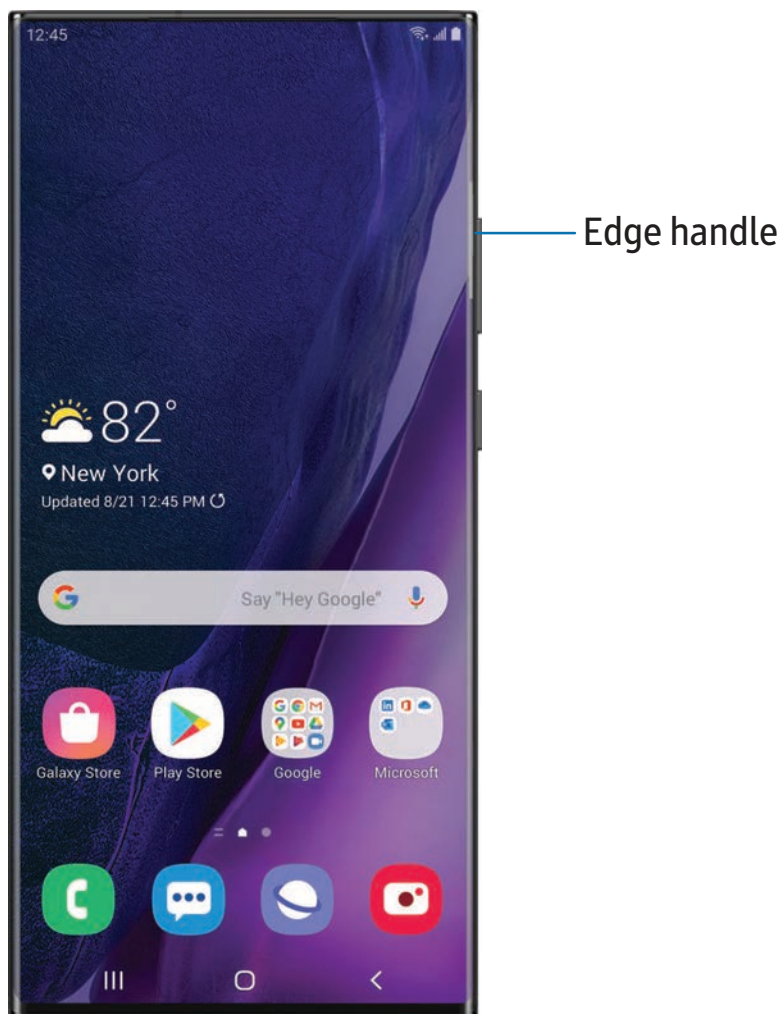 12:45
Edge handle
82°
New York
Updated 8/21 12:45 PM
Say "Hey Google"
Galaxy Store Play Store Google Microsoft